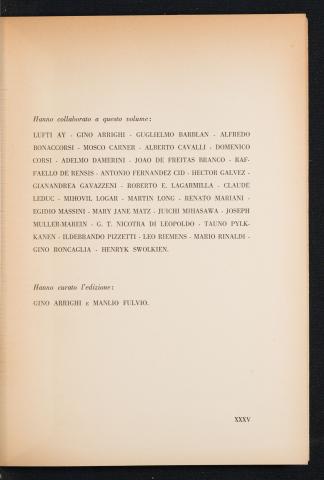 Hanno collaborato a questo volume:
LUFTI AY - GINO ARRIGHI - GUGLIELMO BARBLAN - ALFREDO
BONACCORSI - MOSCO CARNER - ALBERTO CAVALLI - DOMENICO
CORSI - ADELMO DAMERINI - JOAO DE FREITAS BRANCO - RAF-
FAELLO DE RENSIS - ANTONIO FERNANDEZ CID - HECTOR GALVEZ -
GIANANDREA GAVAZZENI - ROBERTO E. LAGARMILLA - CLAUDE
LEDUC - MIHOVIL LOGAR - MARTIN LONG - RENATO MARIANI -
EGIDIO MASSINI - MARY JANE MATZ - JUICHI MIHASAWA - JOSEPH
MULLER-MAREIN - G. T. NICOTRA DI LEOPOLDO - TAUNO PYLK-
KANEN - ILDEBRANDO PIZZETTI - LEO RIEMENS - MARIO RINALDI -
GINO RONCAGLIA - HENRYK SWOLKIEN.
Hanno curato l'edizione:
GINO ARRIGHI e MANLIO FULVIO.
XXXV